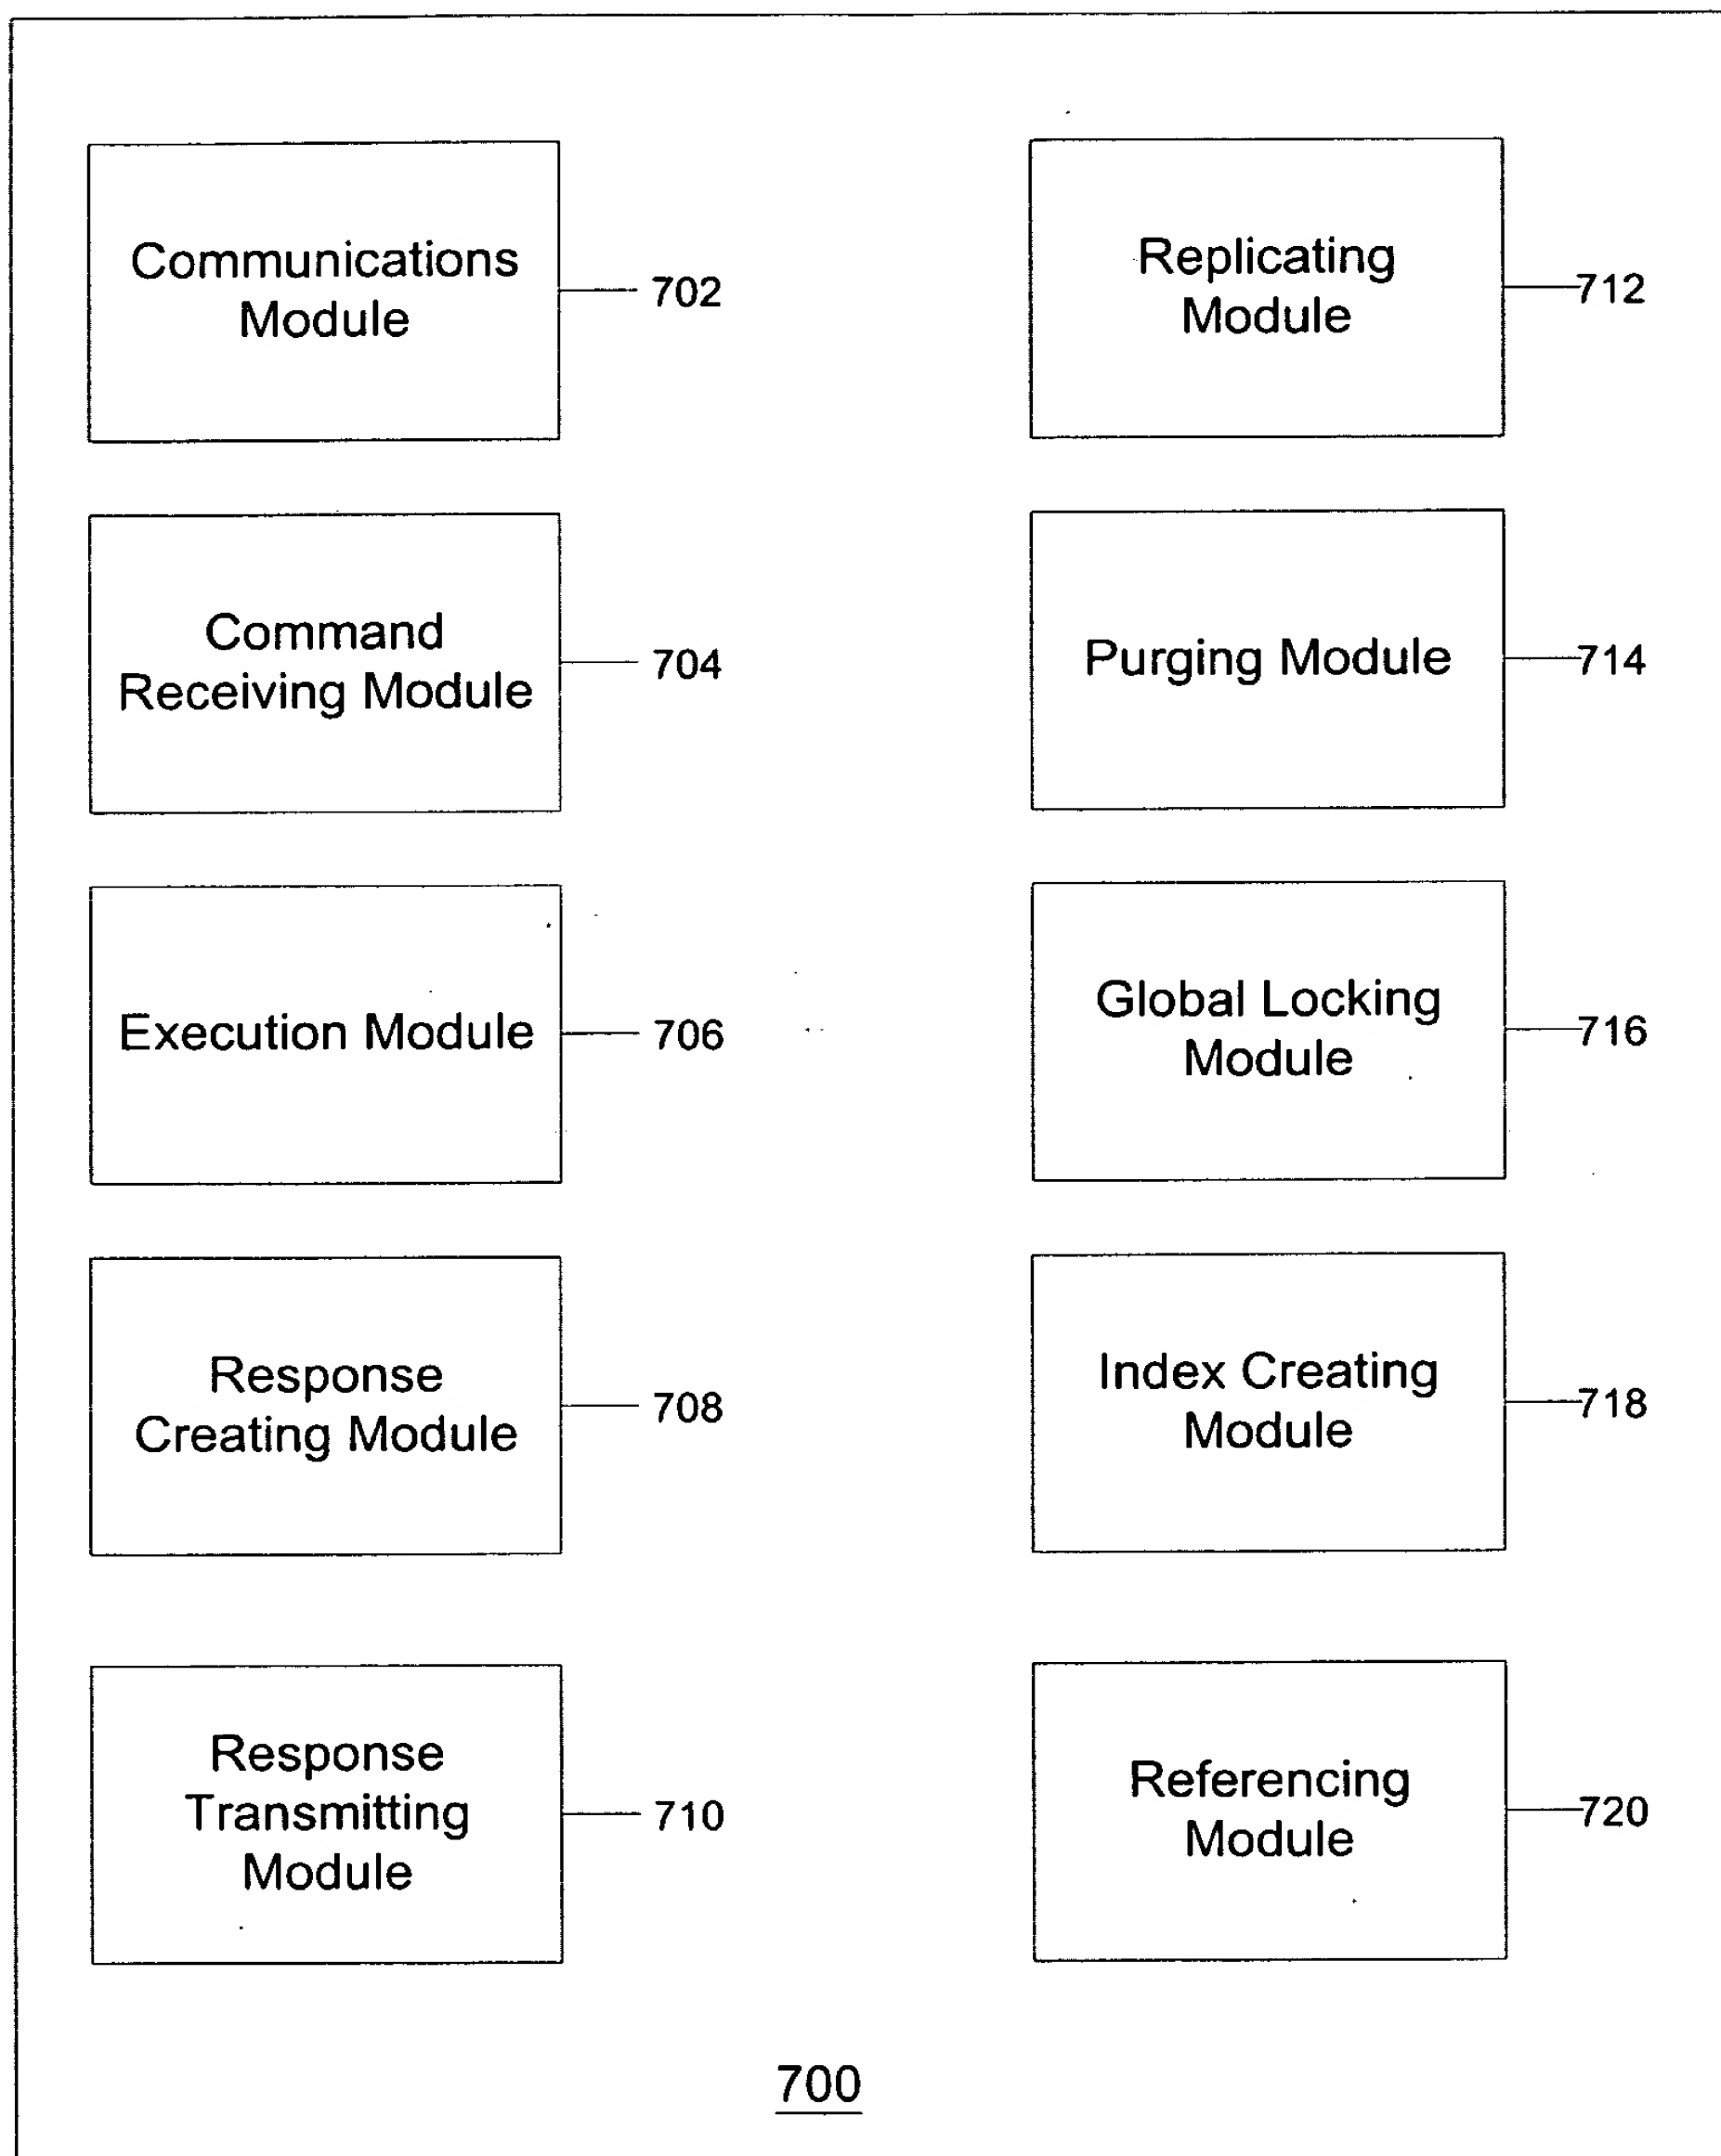 Communications
Module
702
Command
Receiving Module
704
Execution Module
706
Response
Creating Module
708
Response
Transmitting
Module
710
Replicating
Module
712
Purging Module
714
Global Locking
Module
716
Index Creating
Module
718
Referencing
Module
720
700